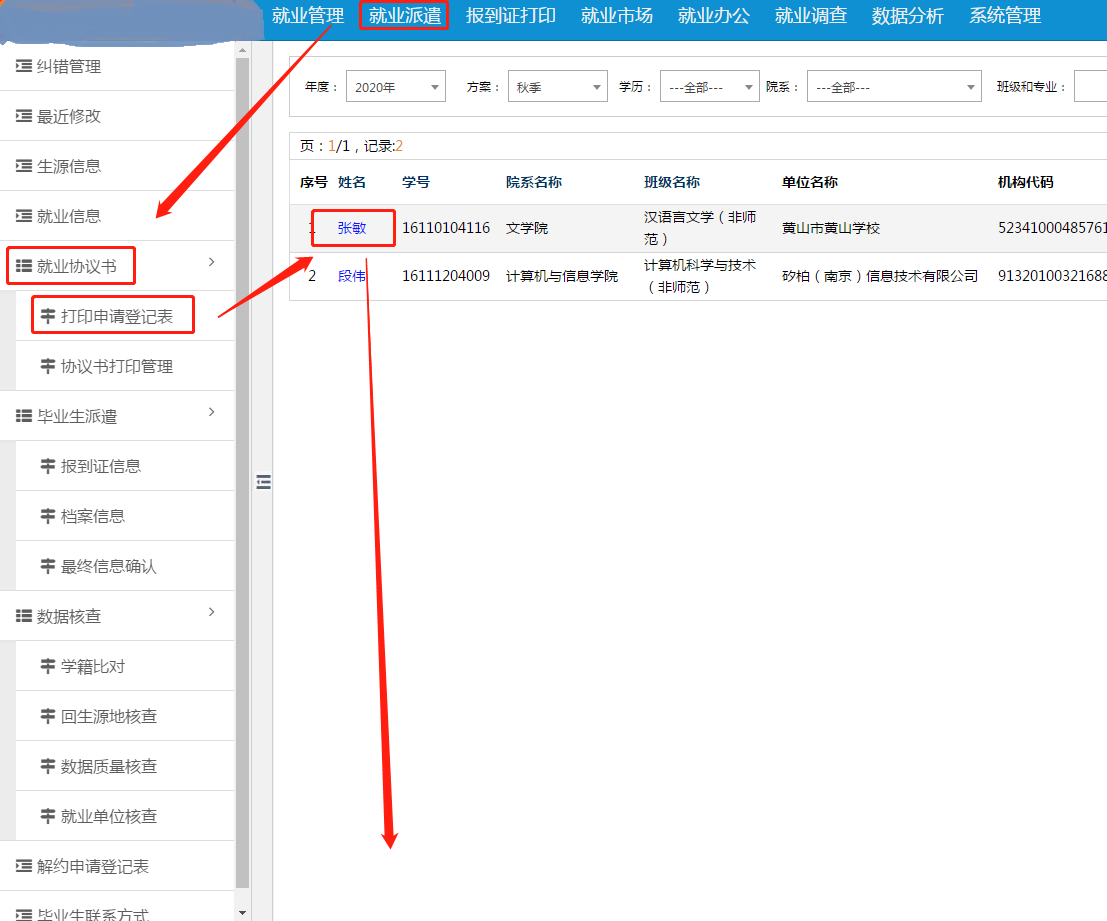 就业管理 就业派遣 报到证打印 就业市场 就业办公 就业调查 数据分析 系统管理
纠错管理
最近修改
生源信息
就业信息
就业协议书
打印申请登记表
协议书打印管理
毕业生派遣
报到证信息
档案信息
最终信息确认
数据核查
学籍比对
回生源地核查
数据质量核查
就业单位核查
解约申请登记表
毕业生联系方式
年度： 2020年 方案： 秋季 学历： ---全部--- 院系： ---全部--- 班级和专业：
页：1/1，记录:2
序号 姓名 学号 院系名称 班级名称 单位名称 机构代码
1 张敏 16110104116 文学院 汉语言文学（非师范） 黄山市黄山学校 52341000485761
2 段伟 16111204009 计算机与信息学院 计算机科学与技术（非师范） 矽柏（南京）信息技术有限公司 91320100321688